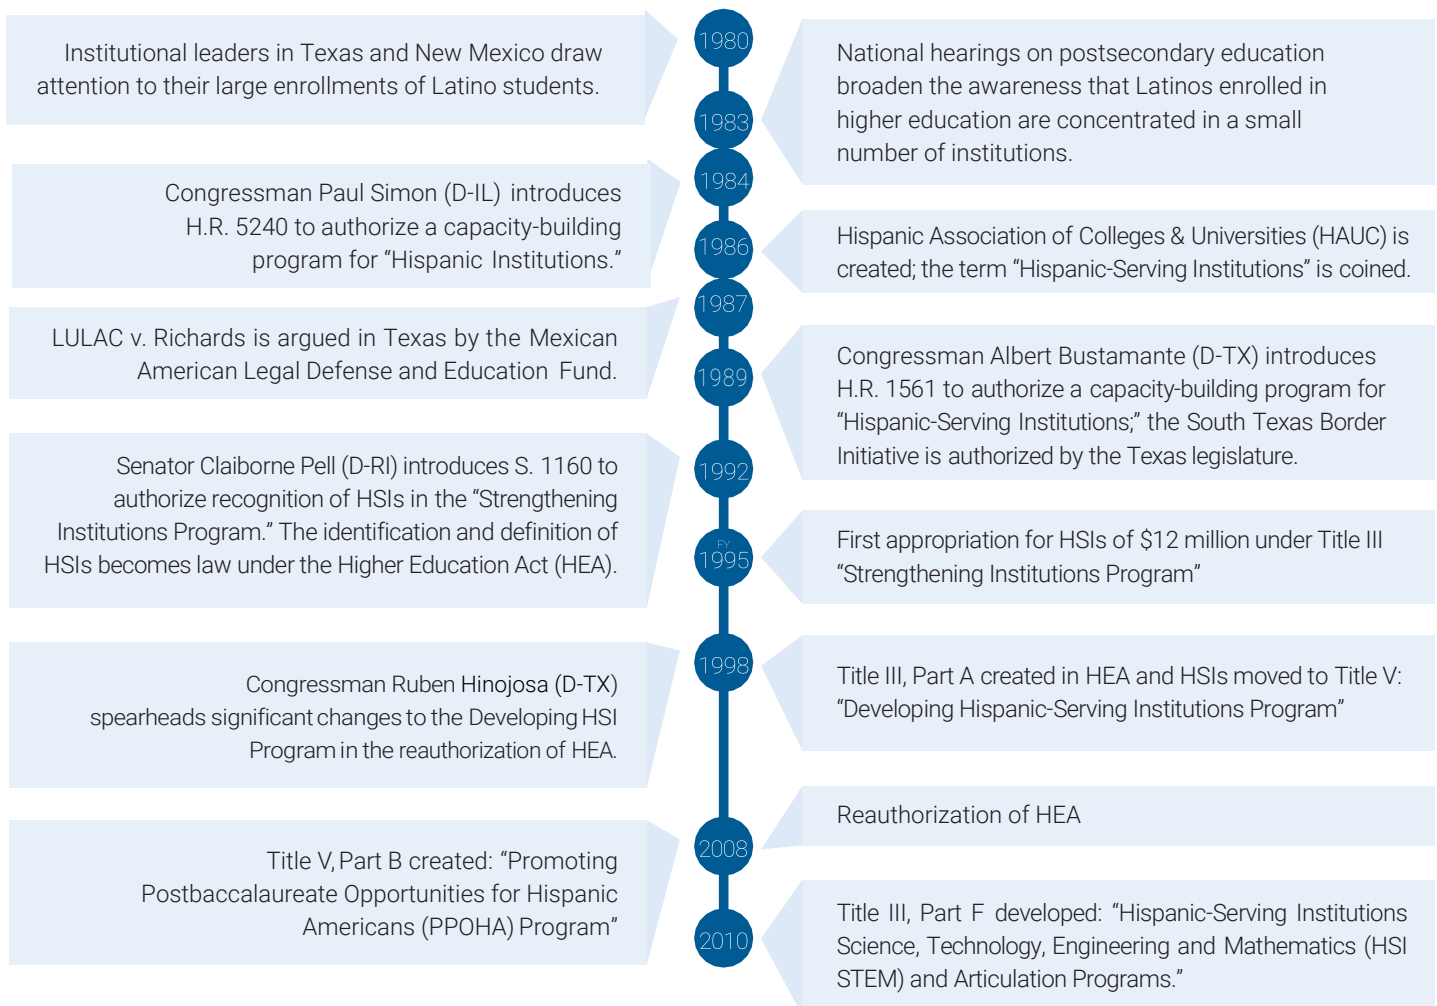 1980
Institutional leaders in Texas and New Mexico draw
attention to their large enrollments of Latino students.
1983
National hearings on postsecondary education
broaden the awareness that Latinos enrolled in
higher education are concentrated in a small
number of institutions.
1984
Congressman Paul Simon (D-IL) introduces
H.R. 5240 to authorize a capacity-building
program for “Hispanic Institutions.”
1986
Hispanic Association of Colleges & Universities (HAUC) is
created; the term “Hispanic-Serving Institutions” is coined.
1987
LULAC v. Richards is argued in Texas by the Mexican
American Legal Defense and Education Fund.
1989
Congressman Albert Bustamante (D-TX) introduces
H.R. 1561 to authorize a capacity-building program for
“Hispanic-Serving Institutions;” the South Texas Border
Initiative is authorized by the Texas legislature.
1992
Senator Claiborne Pell (D-RI) introduces S. 1160 to
authorize recognition of HSIs in the “Strengthening
Institutions Program.” The identification and definition of
HSIs becomes law under the Higher Education Act (HEA).
FY
1995
First appropriation for HSIs of $12 million under Title III
“Strengthening Institutions Program”
1998
Congressman Ruben Hinojosa (D-TX)
spearheads significant changes to the Developing HSI
Program in the reauthorization of HEA.
Title III, Part A created in HEA and HSIs moved to Title V:
“Developing Hispanic-Serving Institutions Program”
2008
Reauthorization of HEA
Title V, Part B created: “Promoting
Postbaccalaureate Opportunities for Hispanic
Americans (PPOHA) Program”
2010
Title III, Part F developed: “Hispanic-Serving Institutions
Science, Technology, Engineering and Mathematics (HSI
STEM) and Articulation Programs.”